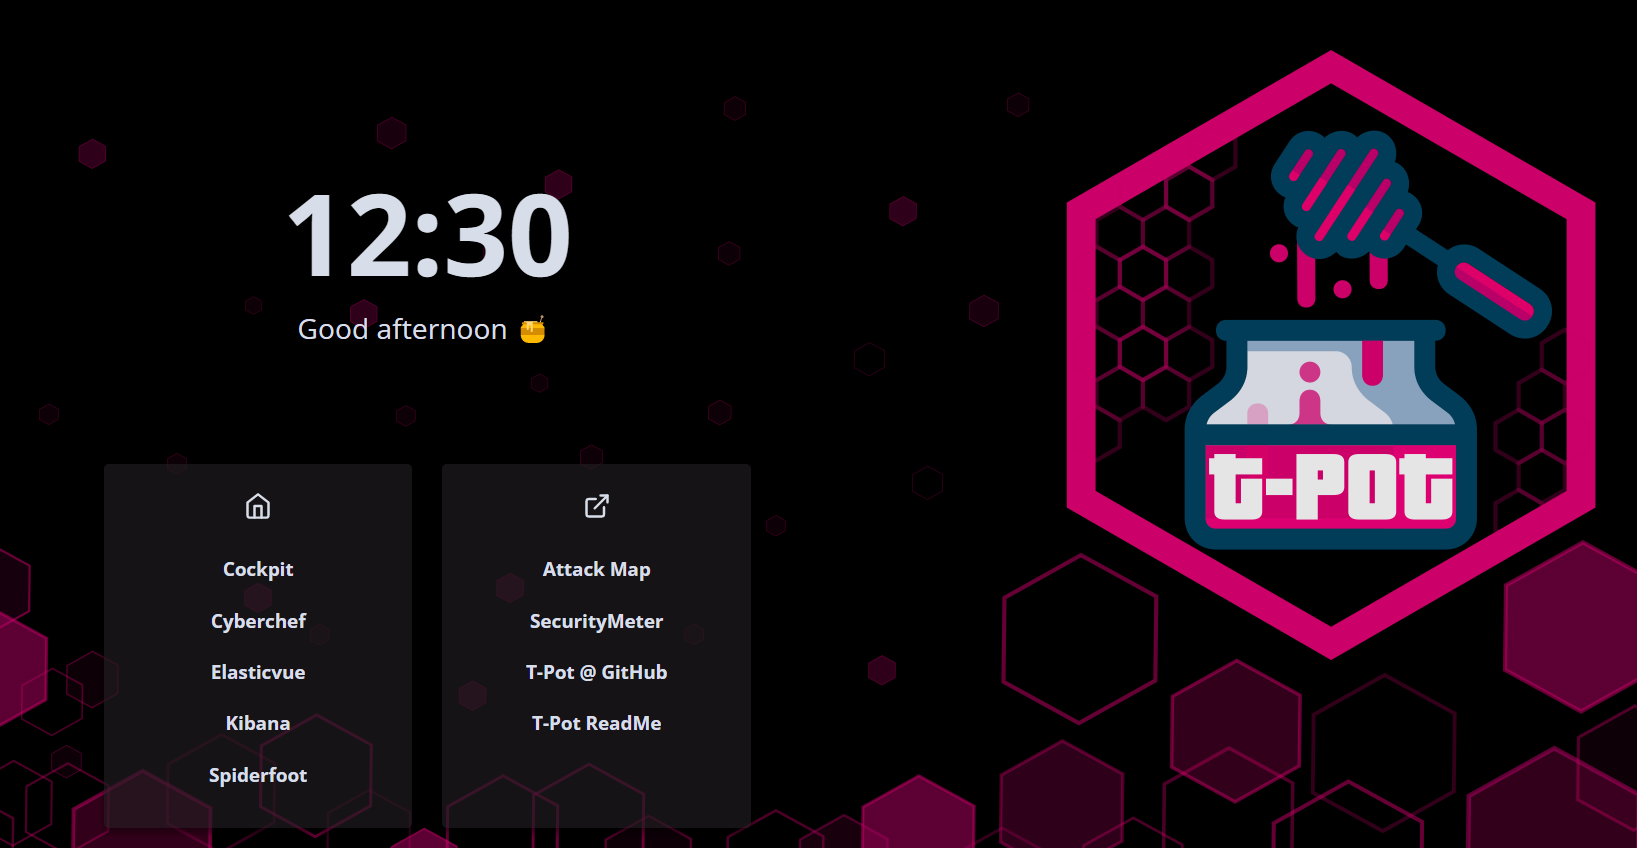 12:30
Good afternoon 🍯
Cockpit
Cyberchef
Elasticvue
Kibana
Spiderfoot
Attack Map
SecurityMeter
T-Pot @ GitHub
T-Pot ReadMe
t-pot